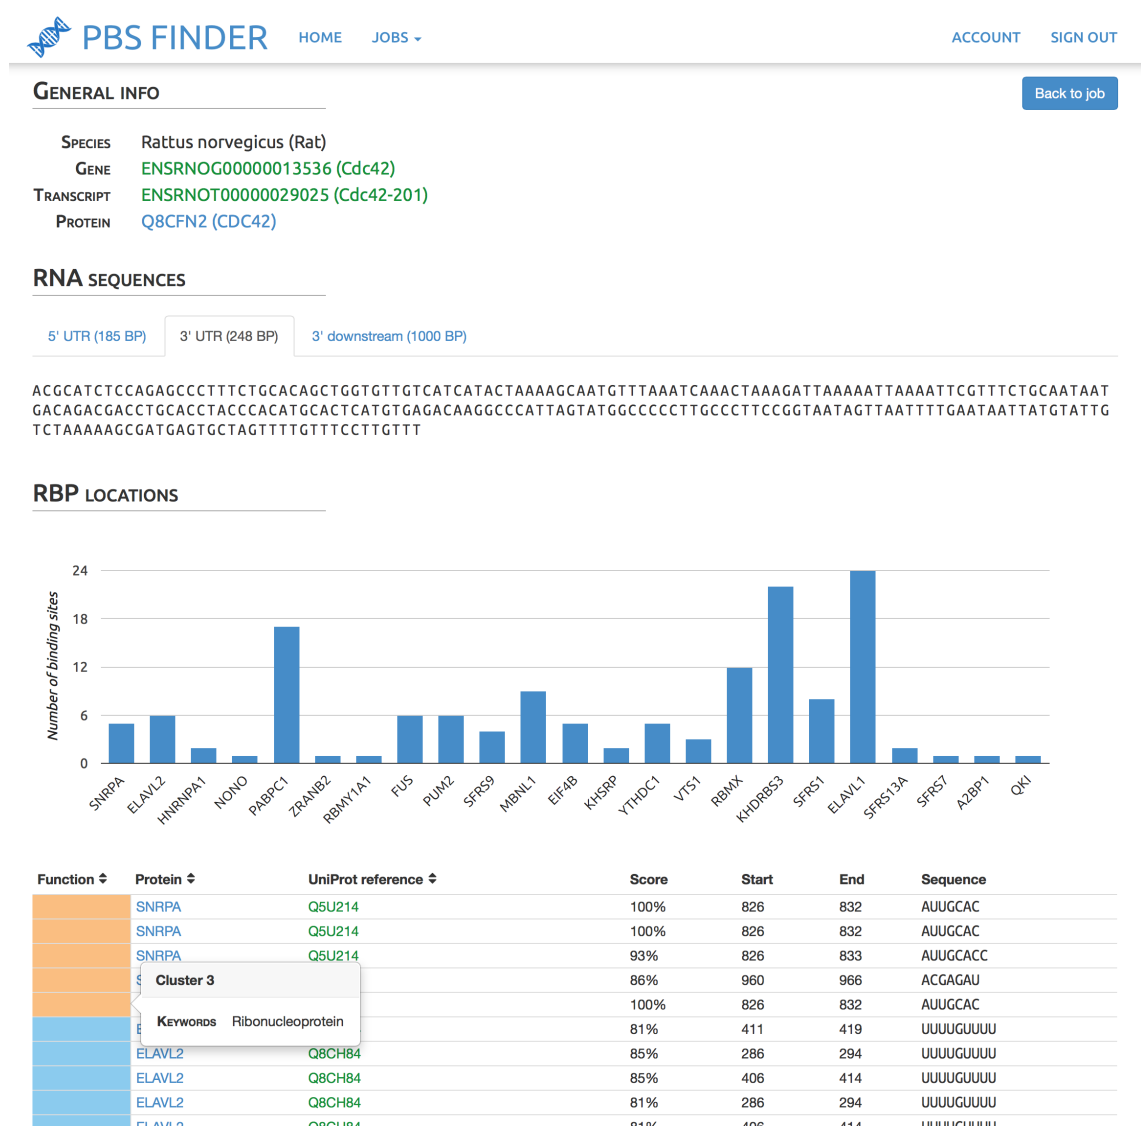 PBS FINDER HOME JOBS ACCOUNT SIGN OUT
General info
Back to job
Species Rattus norvegicus (Rat)
Gene ENSRNOG00000013536 (Cdc42)
Transcript ENSRNOT00000029025 (Cdc42-201)
Protein Q8CFN2 (CDC42)
RNA sequences
5' UTR (185 BP) 3' UTR (248 BP) 3' downstream (1000 BP)
ACGCATCTCCAGAGCCCTTTCTGCACAGCTGGTGTTGTCATCATACTAAAAGCAATGTTTAAATCAAACTAAAGATTAAAAATTAAAATTCGTTTCTGCAATAAT
GACAGACGACCTGCACCTACCCACATGCACTCATGTGAGACAAGGCCCATTAGTATGGCCCCCTTGCCCTTCCGGTAATAGTTAATTTTGAATAATTATGTATTG
TCTAAAAAGCGATGAGTGCTAGTTTTGTTTCCTTGTTT
RBP locations
Number of binding sites
24
18
12
6
0
SNRPA ELAVL2 HNRNPA1 NONO PABPC1 ZRANB2 RBMY1A1 FUS PUM2 SFRS9 MBNL1 EIF4B KHSRP YTHDC1 VTS1 RBMX KHDRBS3 SFRS1 ELAVL1 SFRS13A SFRS7 A2BP1 QKI
Function Protein UniProt reference Score Start End Sequence
SNRPA Q5U214 100% 826 832 AUUGCAC
SNRPA Q5U214 100% 826 832 AUUGCAC
SNRPA Q5U214 93% 826 833 AUUGCACC
Cluster 3 86% 960 966 ACGAGAU
100% 826 832 AUUGCAC
Keywords Ribonucleoprotein
81% 411 419 UUUUGUUUU
ELAVL2 Q8CH84 85% 286 294 UUUUGUUUU
ELAVL2 Q8CH84 85% 406 414 UUUUGUUUU
ELAVL2 Q8CH84 81% 286 294 UUUUGUUUU
ELAVL2 Q8CH84 81% 406 414 UUUUGUUUU